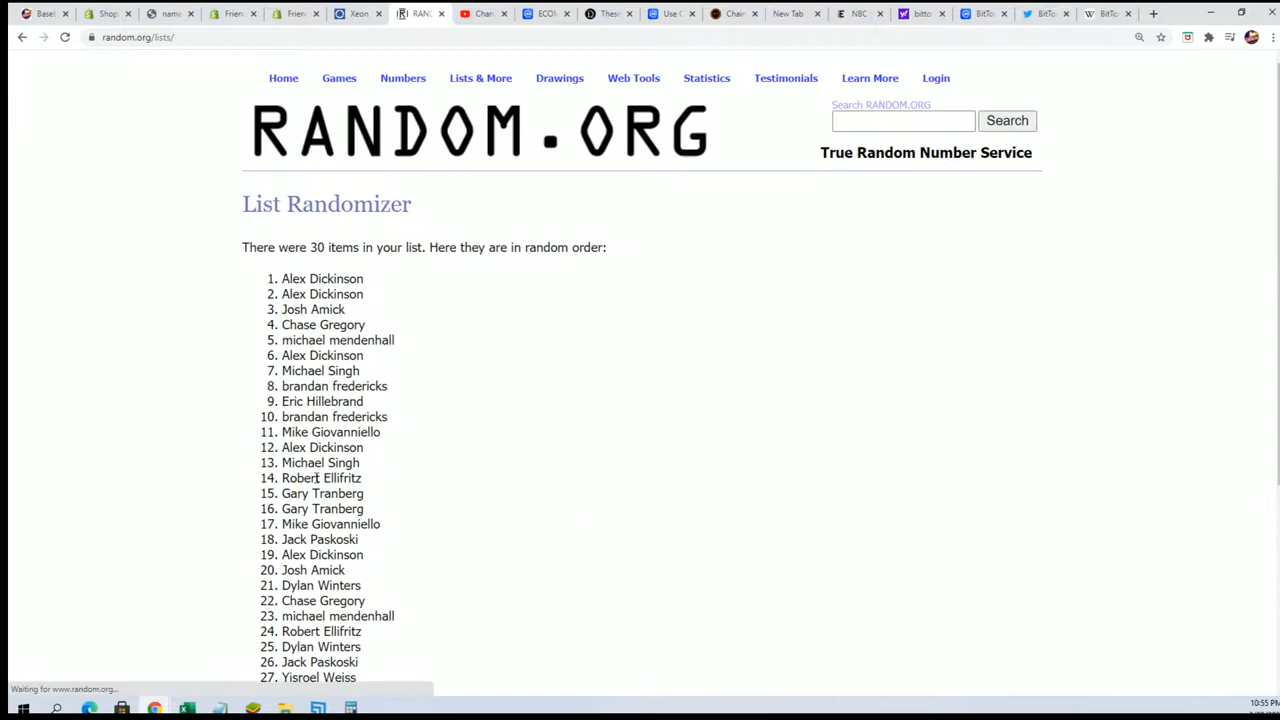 Basel
Shop
name
Friend
Friend
Xeon
RAND
Chan
ECOM
These
Use C
Chain
New Tab
NBC
bitto
BitTo
BitTo
BitTo
random.org/lists/
Home Games Numbers Lists & More Drawings Web Tools Statistics Testimonials Learn More Login
RANDOM.ORG
Search RANDOM.ORG
Search
True Random Number Service
List Randomizer
There were 30 items in your list. Here they are in random order:
1. Alex Dickinson
2. Alex Dickinson
3. Josh Amick
4. Chase Gregory
5. michael mendenhall
6. Alex Dickinson
7. Michael Singh
8. brandan fredericks
9. Eric Hillebrand
10. brandan fredericks
11. Mike Giovanniello
12. Alex Dickinson
13. Michael Singh
14. Robert Ellifritz
15. Gary Tranberg
16. Gary Tranberg
17. Mike Giovanniello
18. Jack Paskoski
19. Alex Dickinson
20. Josh Amick
21. Dylan Winters
22. Chase Gregory
23. michael mendenhall
24. Robert Ellifritz
25. Dylan Winters
26. Jack Paskoski
27. Yisroel Weiss
Waiting for www.random.org...
10:55 PM